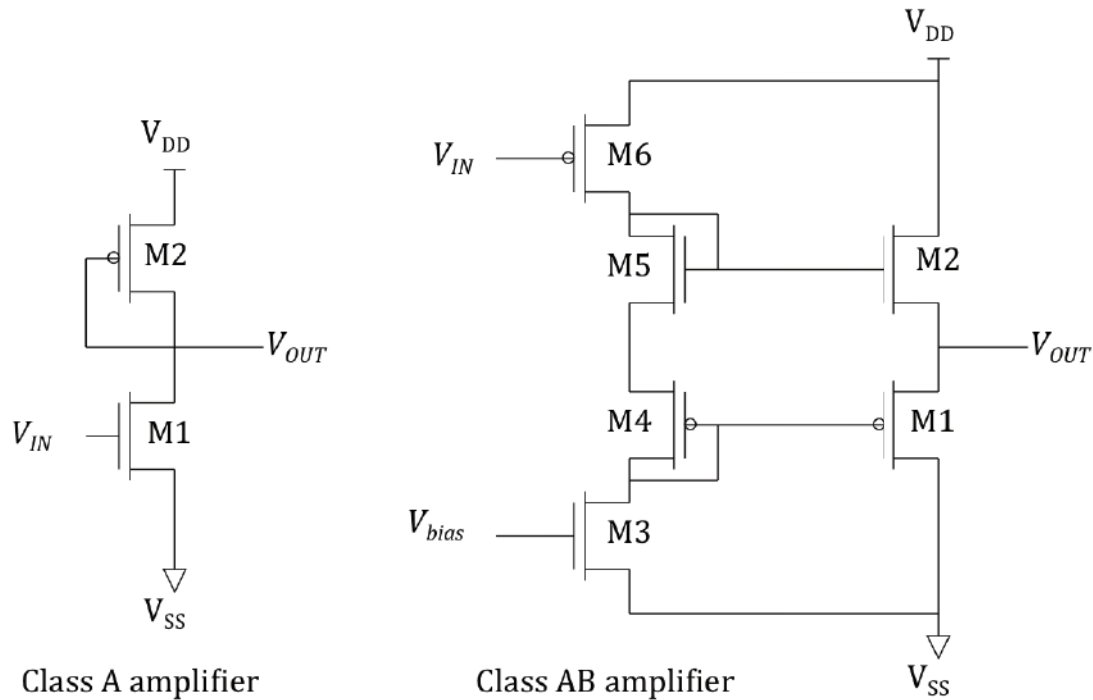 V_DD
M2
V_OUT
V_IN
M1
V_SS
Class A amplifier
V_DD
V_IN
M6
M5
M2
V_OUT
M4
M1
V_bias
M3
V_SS
Class AB amplifier